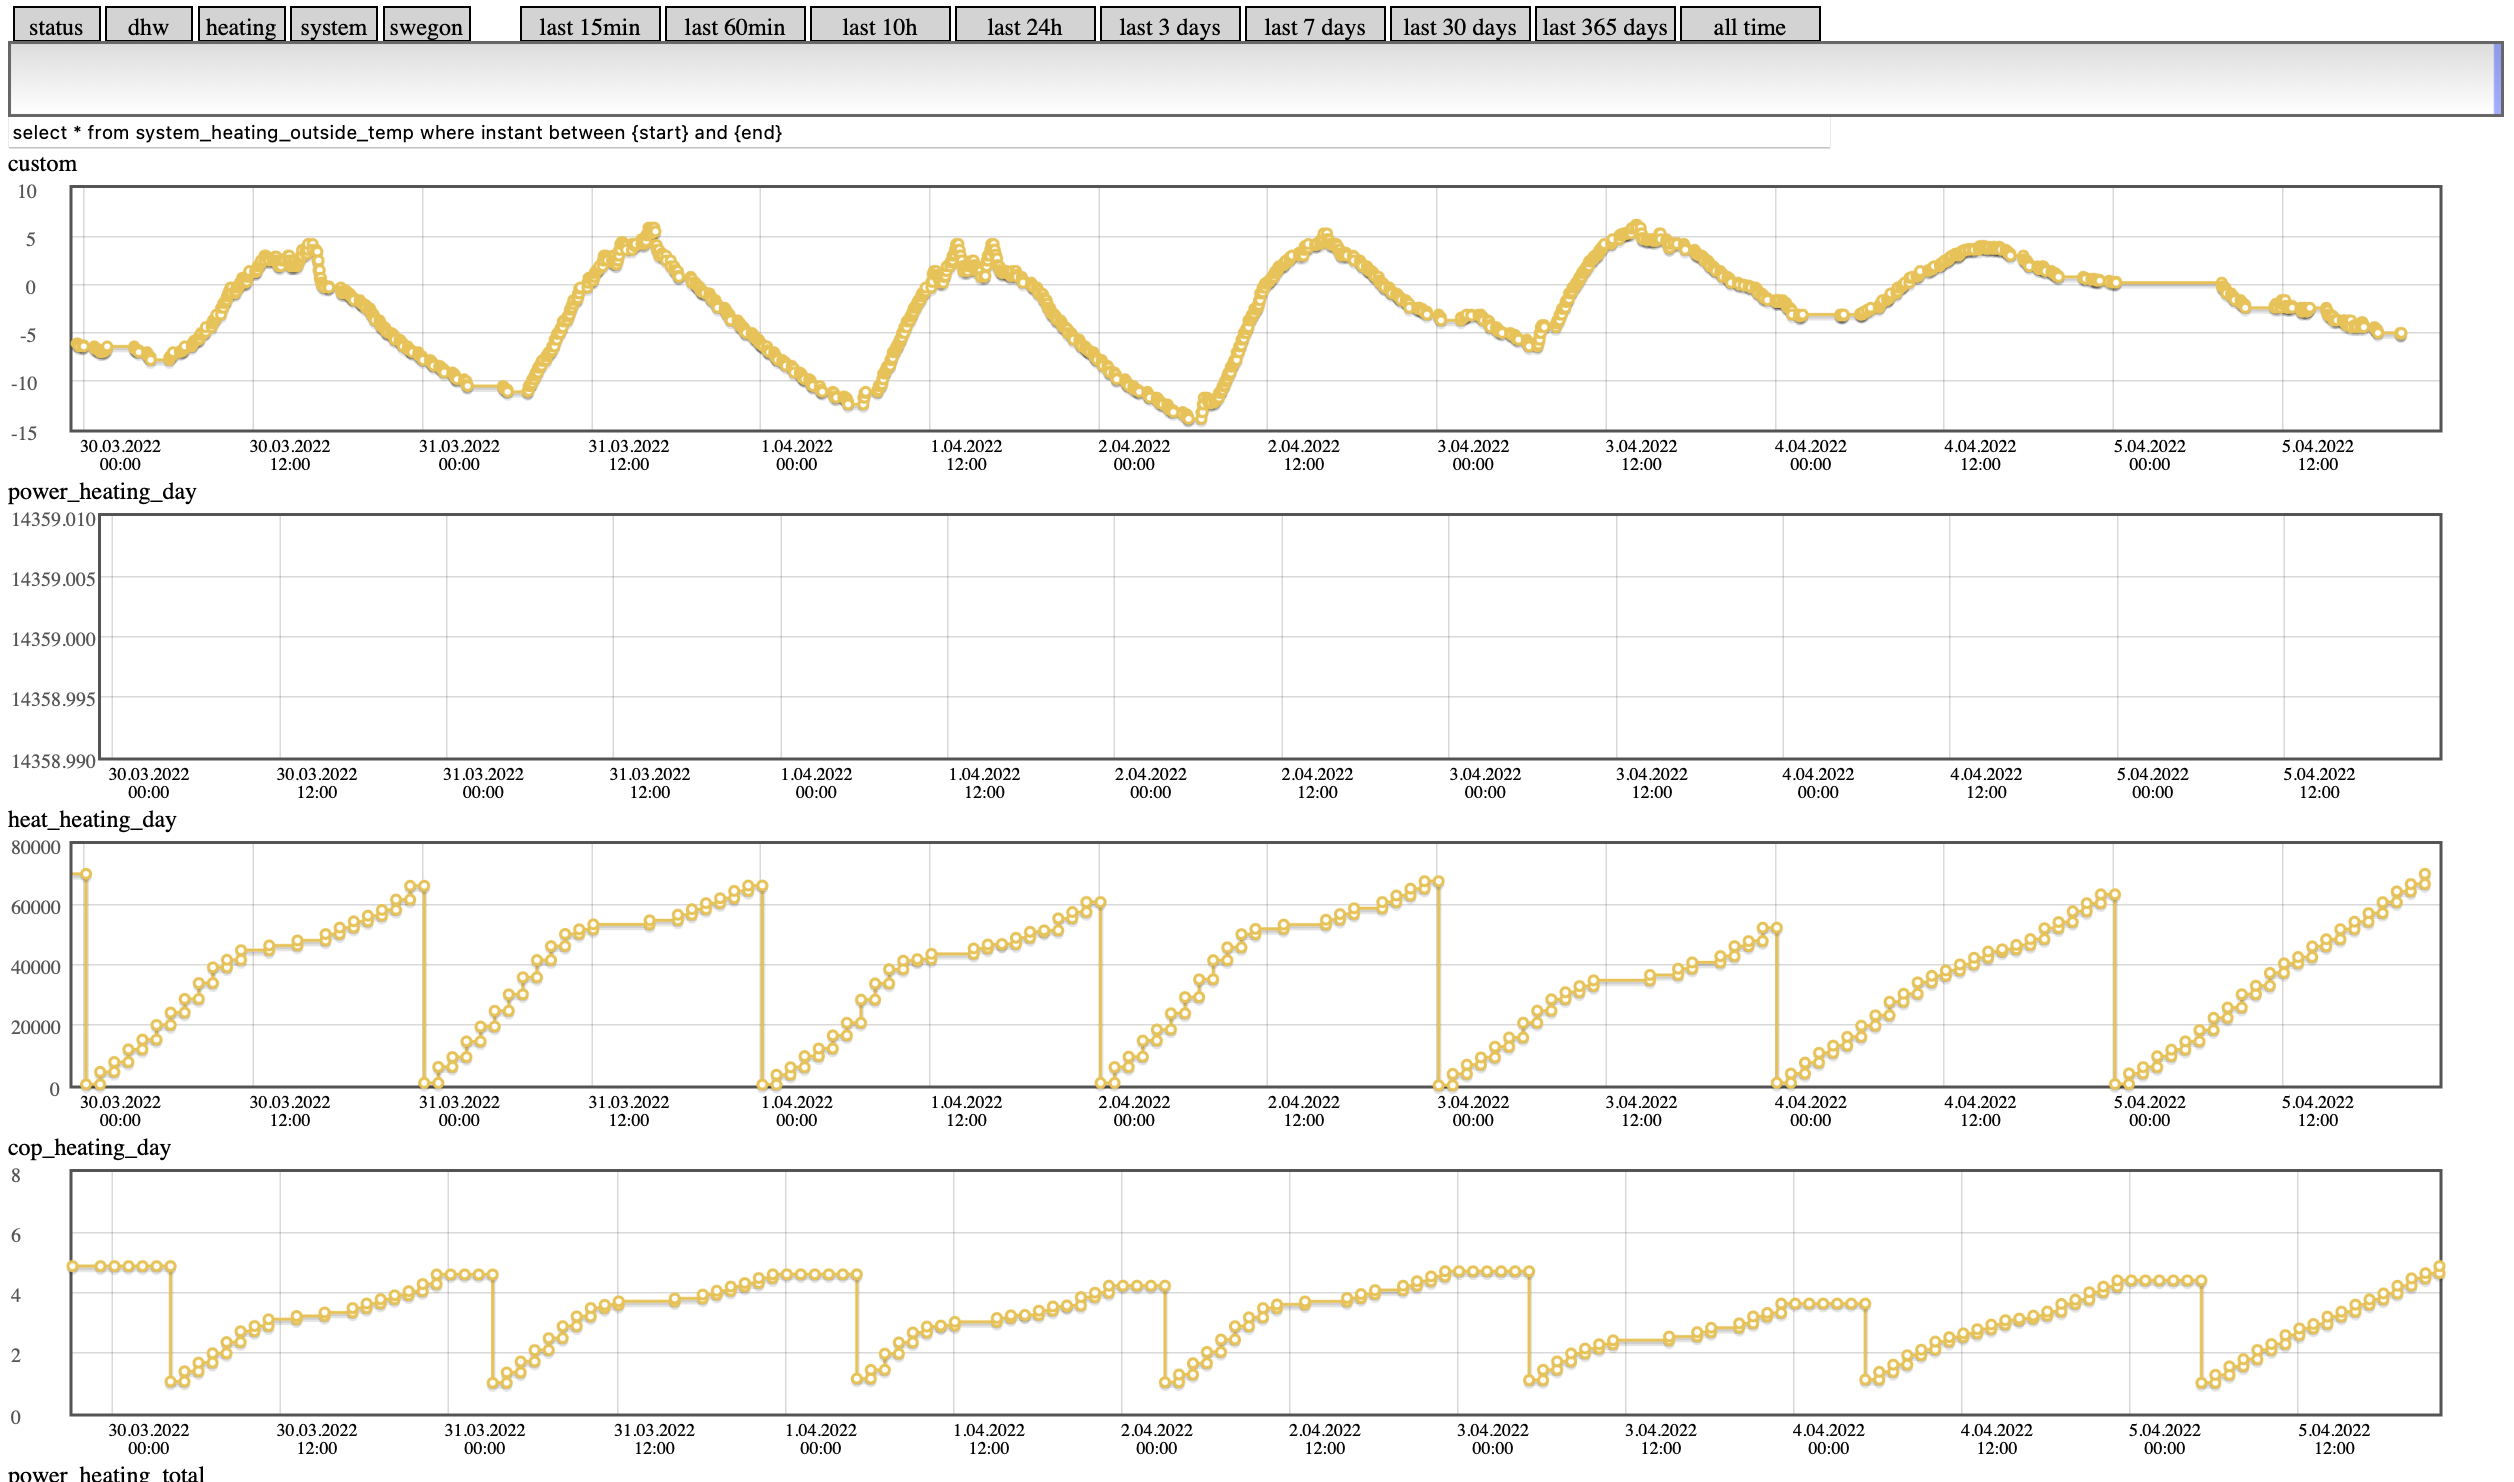 status dhw heating system swegon last 15min last 60min last 10h last 24h last 3 days last 7 days last 30 days last 365 days all time
select * from system_heating_outside_temp where instant between {start} and {end}
custom
10
5
0
-5
-10
-15
30.03.2022 30.03.2022 31.03.2022 31.03.2022 1.04.2022 1.04.2022 2.04.2022 2.04.2022 3.04.2022 3.04.2022 4.04.2022 4.04.2022 5.04.2022 5.04.2022
00:00 12:00 00:00 12:00 00:00 12:00 00:00 12:00 00:00 12:00 00:00 12:00 00:00 12:00
power_heating_day
14359.010
14359.005
14359.000
14358.995
14358.990
30.03.2022 30.03.2022 31.03.2022 31.03.2022 1.04.2022 1.04.2022 2.04.2022 2.04.2022 3.04.2022 3.04.2022 4.04.2022 4.04.2022 5.04.2022 5.04.2022
00:00 12:00 00:00 12:00 00:00 12:00 00:00 12:00 00:00 12:00 00:00 12:00 00:00 12:00
heat_heating_day
80000
60000
40000
20000
0
30.03.2022 30.03.2022 31.03.2022 31.03.2022 1.04.2022 1.04.2022 2.04.2022 2.04.2022 3.04.2022 3.04.2022 4.04.2022 4.04.2022 5.04.2022 5.04.2022
00:00 12:00 00:00 12:00 00:00 12:00 00:00 12:00 00:00 12:00 00:00 12:00 00:00 12:00
cop_heating_day
8
6
4
2
0
30.03.2022 30.03.2022 31.03.2022 31.03.2022 1.04.2022 1.04.2022 2.04.2022 2.04.2022 3.04.2022 3.04.2022 4.04.2022 4.04.2022 5.04.2022 5.04.2022
00:00 12:00 00:00 12:00 00:00 12:00 00:00 12:00 00:00 12:00 00:00 12:00 00:00 12:00
power_heating_total